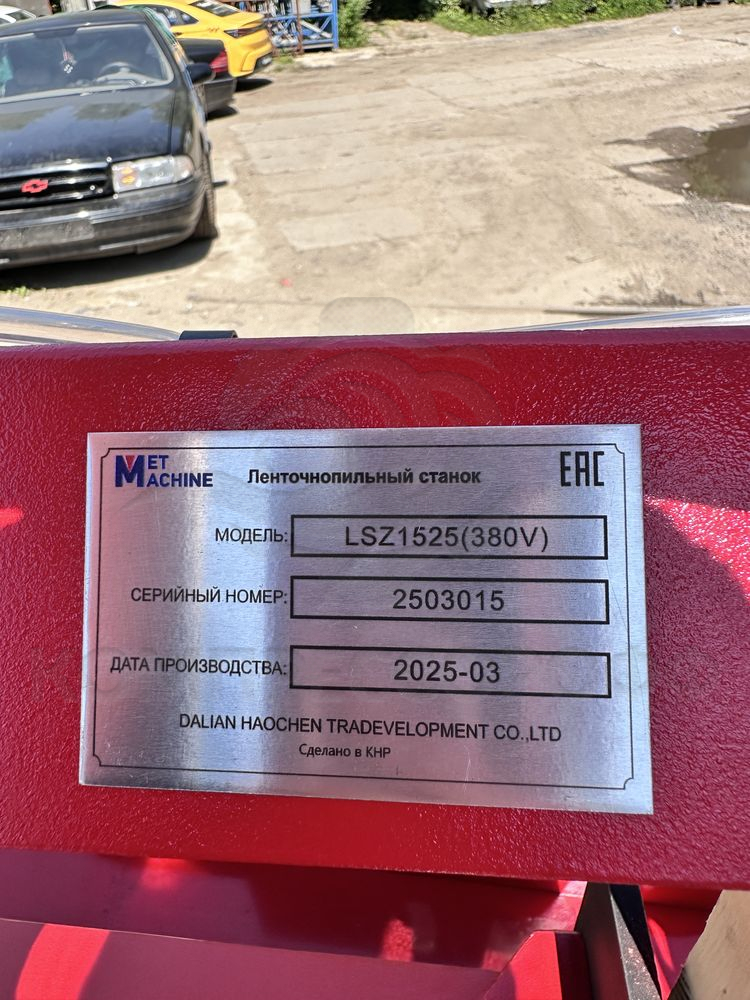 MET MACHINE
Ленточнопильный станок
EAC
МОДЕЛЬ: LSZ1525(380V)
СЕРИЙНЫЙ НОМЕР: 2503015
ДАТА ПРОИЗВОДСТВА: 2025-03
DALIAN HAOCHEN TRADEVELOPMENT CO.,LTD
Сделано в КНР